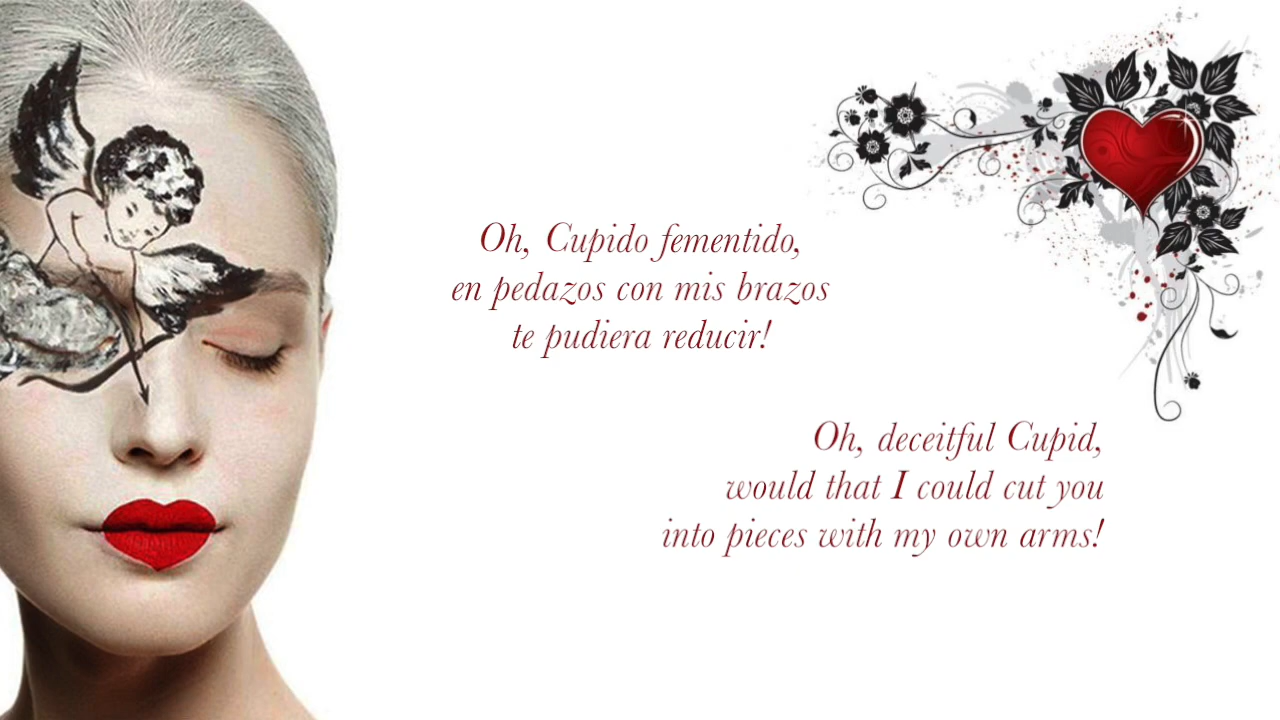 Oh, Cupido fementido,
en pedazos con mis brazos
te pudiera reducir!
Oh, deceitful Cupid,
would that I could cut you
into pieces with my own arms!